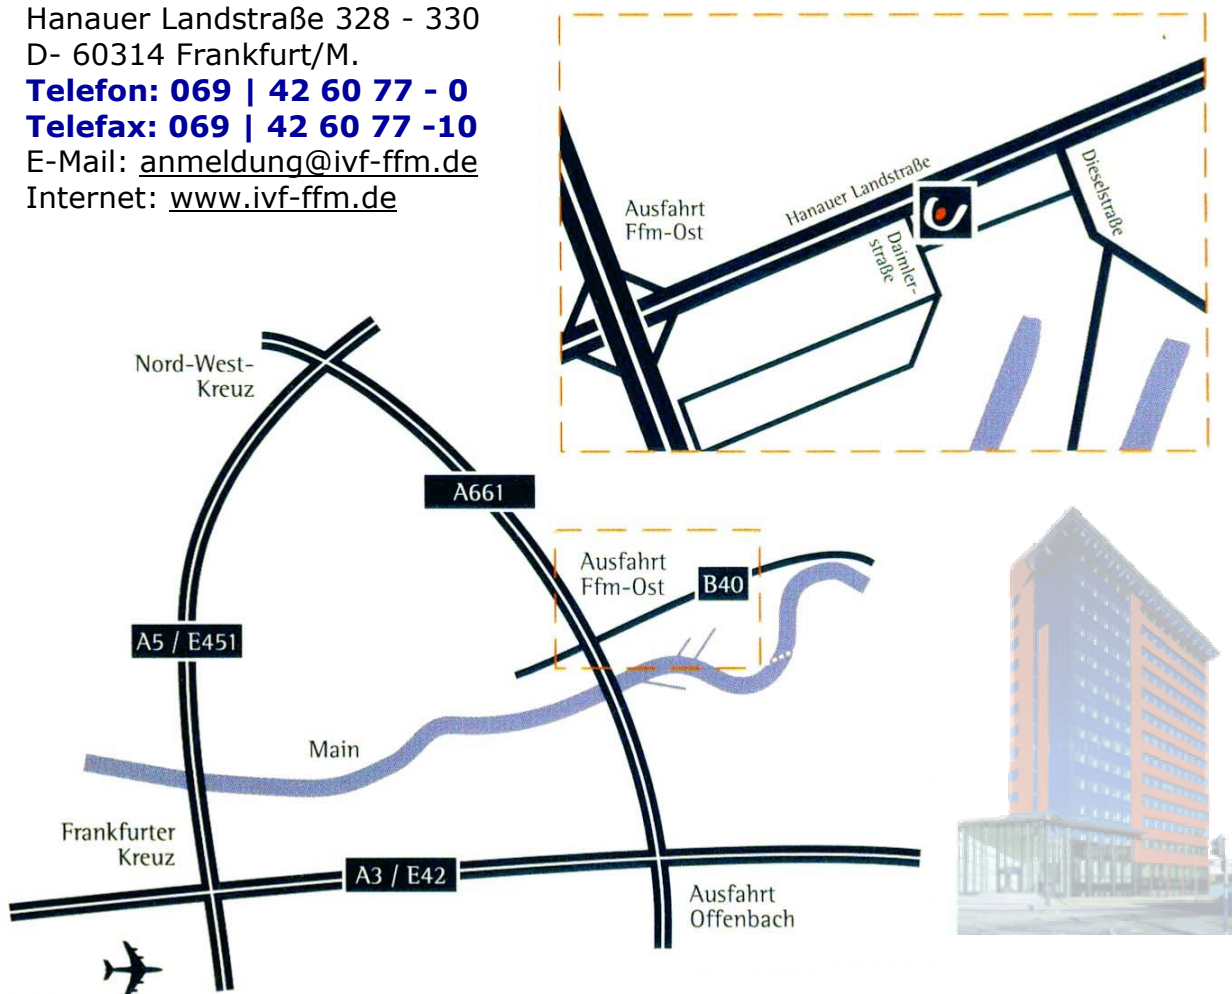 Hanauer Landstraße 328 - 330
D- 60314 Frankfurt/M.
Telefon: 069 | 42 60 77 - 0
Telefax: 069 | 42 60 77 -10
E-Mail: anmeldung@ivf-ffm.de
Internet: www.ivf-ffm.de
Ausfahrt
Ffm-Ost
Hanauer Landstraße
Dieselstraße
Daimler-
straße
Nord-West-
Kreuz
A661
Ausfahrt
Ffm-Ost
B40
A5 / E451
Main
Frankfurter
Kreuz
A3 / E42
Ausfahrt
Offenbach